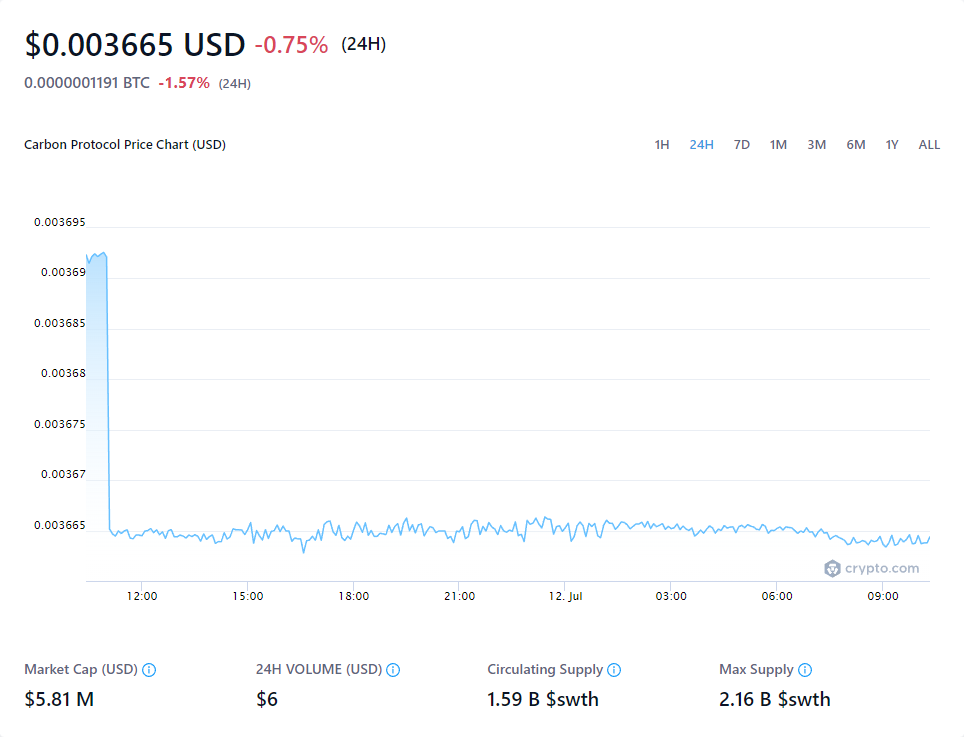 $0.003665 USD -0.75% (24H)
0.0000001191 BTC -1.57% (24H)
Carbon Protocol Price Chart (USD) 1H 24H 7D 1M 3M 6M 1Y ALL
0.003695
0.00369
0.003685
0.00368
0.003675
0.00367
0.003665
crypto.com
12:00 15:00 18:00 21:00 12. Jul 03:00 06:00 09:00
Market Cap (USD) 24H VOLUME (USD) Circulating Supply Max Supply
$5.81 M $6 1.59 B $swth 2.16 B $swth